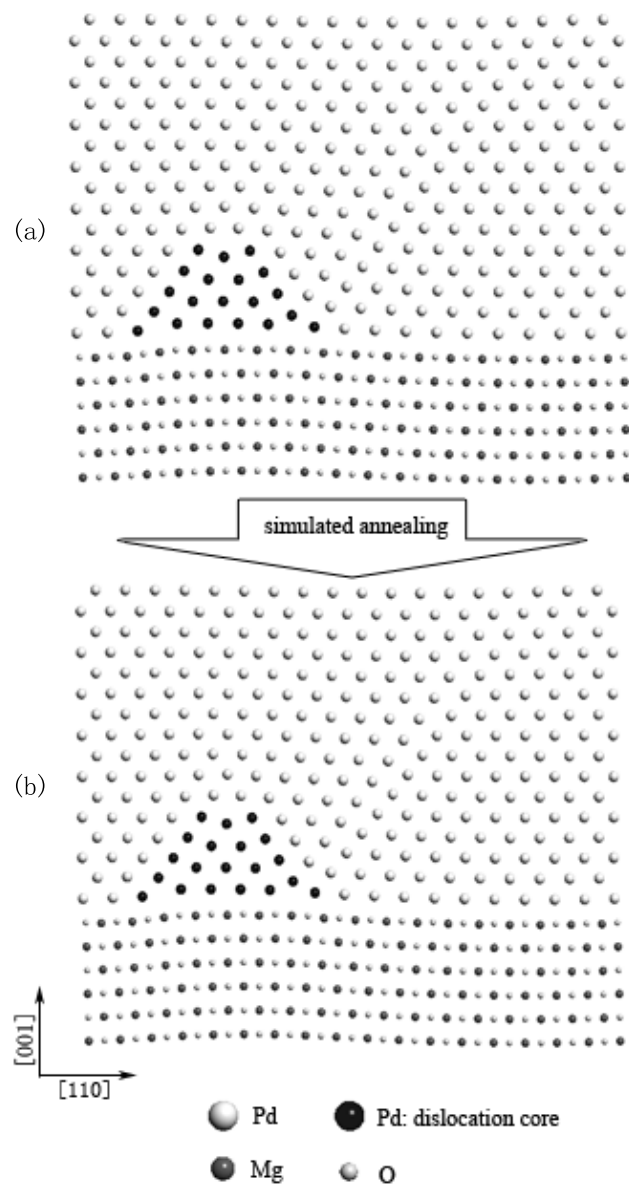 (a)
simulated annealing
(b)
[001]
[110]
Pd
Pd: dislocation core
Mg
O